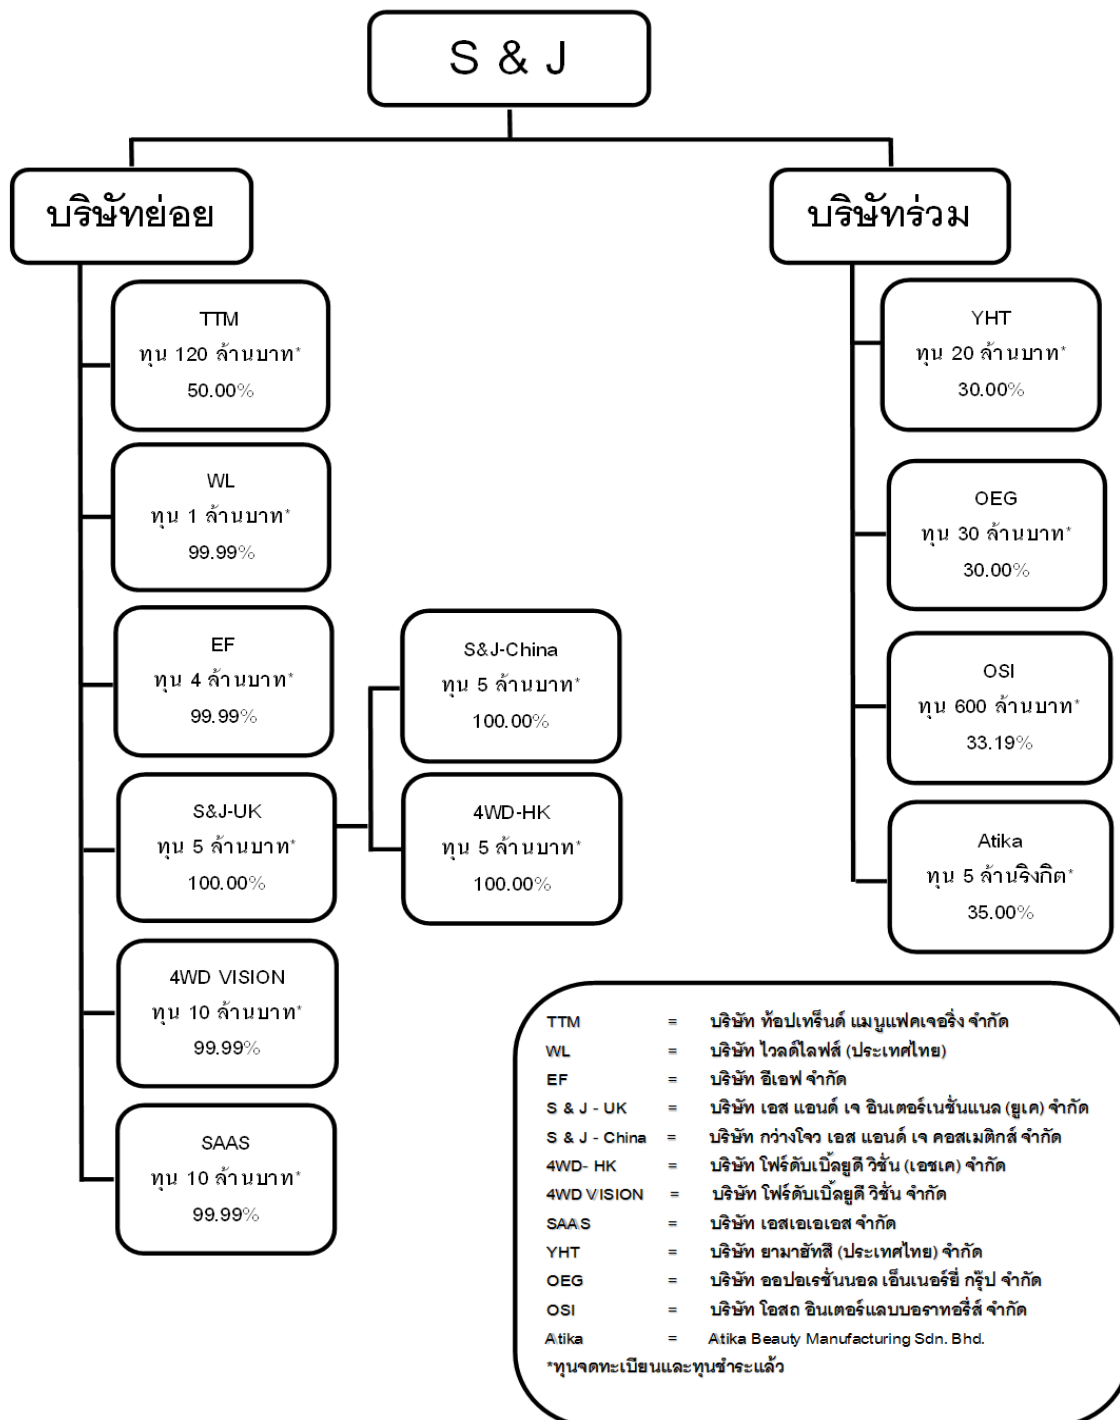 S & J
บริษัทย่อย
บริษัทร่วม
TTM
ทุน 120 ล้านบาท*
50.00%
WL
ทุน 1 ล้านบาท*
99.99%
EF
ทุน 4 ล้านบาท*
99.99%
S&J-UK
ทุน 5 ล้านบาท*
100.00%
S&J-China
ทุน 5 ล้านบาท*
100.00%
4WD-HK
ทุน 5 ล้านบาท*
100.00%
4WD VISION
ทุน 10 ล้านบาท*
99.99%
SAAS
ทุน 10 ล้านบาท*
99.99%
YHT
ทุน 20 ล้านบาท*
30.00%
OEG
ทุน 30 ล้านบาท*
30.00%
OSI
ทุน 600 ล้านบาท*
33.19%
Atika
ทุน 5 ล้านริงกิต*
35.00%
TTM = บริษัท ท้อปเทร็นด์ แมนูแฟคเจอริ่ง จำกัด
WL = บริษัท ไวลด์ไลฟส์ (ประเทศไทย)
EF = บริษัท อีเอฟ จำกัด
S & J - UK = บริษัท เอส แอนด์ เจ อินเตอร์เนชั่นแนล (ยูเค) จำกัด
S & J - China = บริษัท กว่างโจว เอส แอนด์ เจ คอสเมติกส์ จำกัด
4WD- HK = บริษัท โฟร์ดับเบิ้ลยูดี วิชั่น (เอชเค) จำกัด
4WD VISION = บริษัท โฟร์ดับเบิ้ลยูดี วิชั่น จำกัด
SAAS = บริษัท เอสเอเอเอส จำกัด
YHT = บริษัท ยามาฮัทสึ (ประเทศไทย) จำกัด
OEG = บริษัท ออปอเรชั่นนอล เอ็นเนอร์ยี่ กรุ๊ป จำกัด
OSI = บริษัท โอสถ อินเตอร์แลบบอราทอรี่ส์ จำกัด
Atika = Atika Beauty Manufacturing Sdn. Bhd.
*ทุนจดทะเบียนและทุนชำระแล้ว